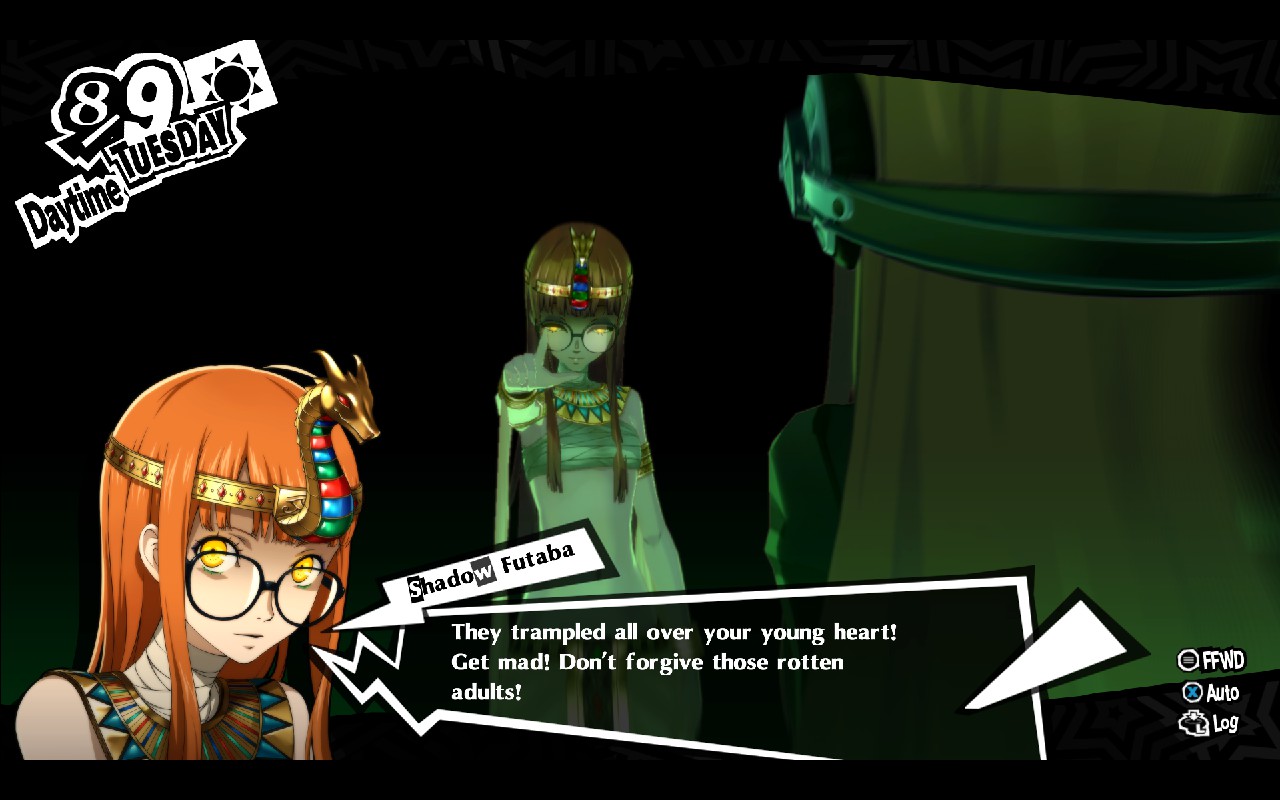 8/9
TUESDAY
Daytime
Shadow Futaba
They trampled all over your young heart!
Get mad! Don't forgive those rotten
adults!
FFWD
X Auto
L Log